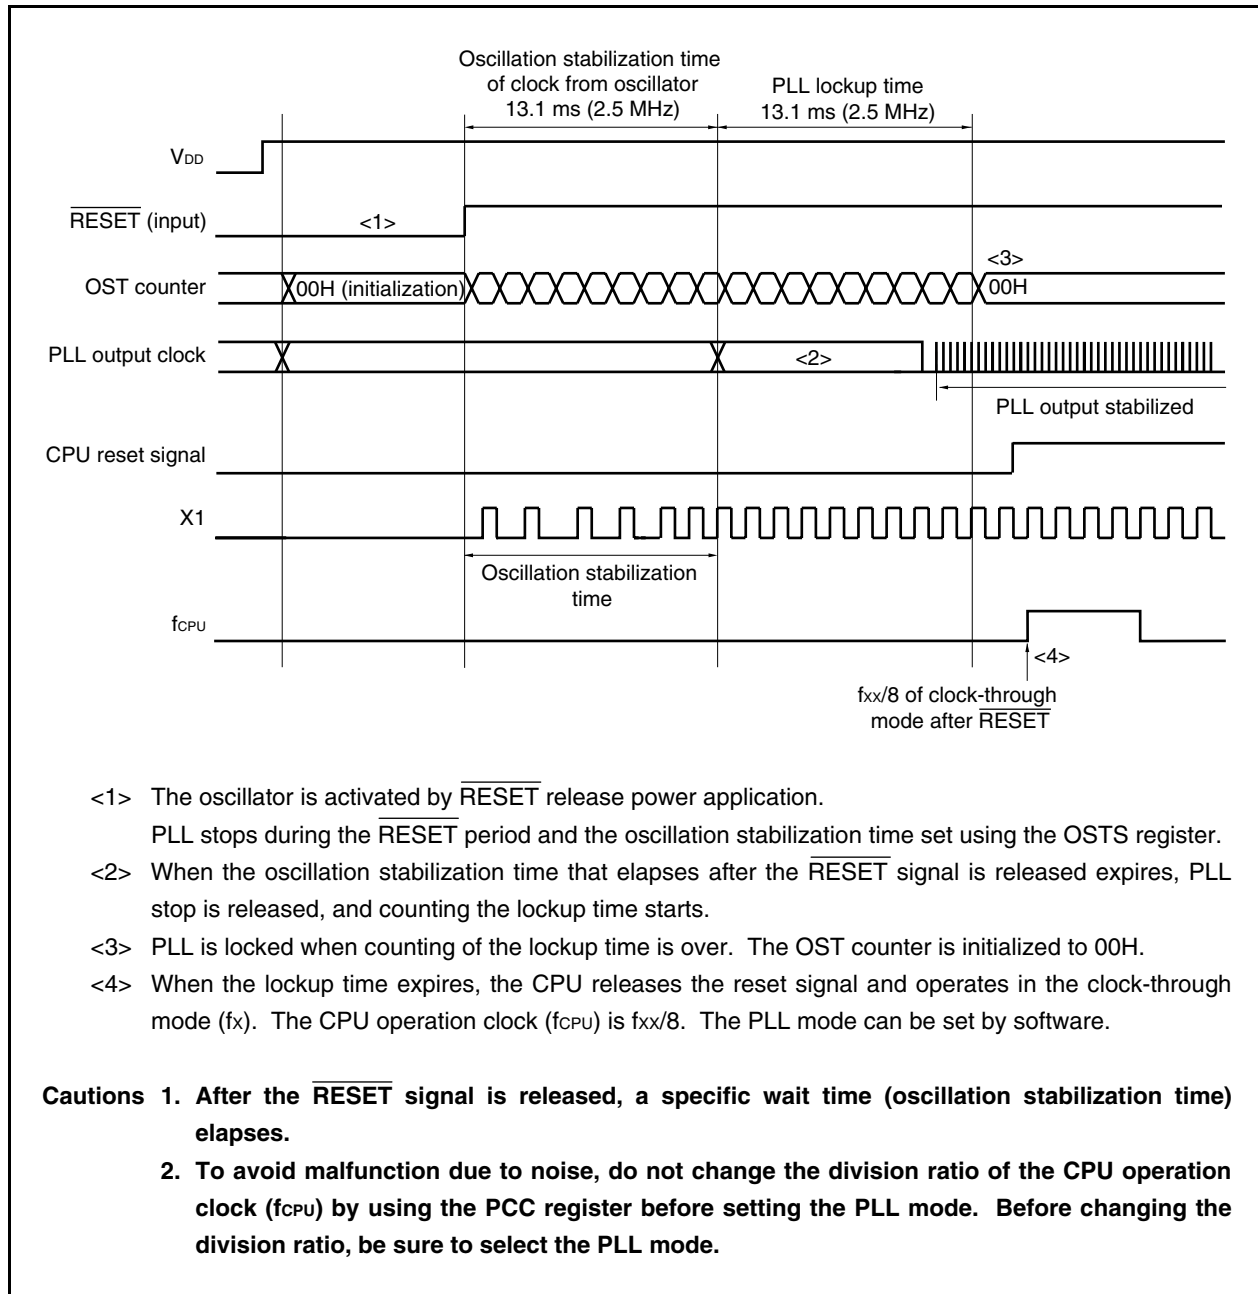 Oscillation stabilization time
of clock from oscillator
13.1 ms (2.5 MHz)
PLL lockup time
13.1 ms (2.5 MHz)
VDD
RESET (input)
<1>
<3>
OST counter
00H (initialization)
00H
PLL output clock
<2>
PLL output stabilized
CPU reset signal
X1
Oscillation stabilization
time
fCPU
<4>
fxx/8 of clock-through
mode after RESET
<1> The oscillator is activated by RESET release power application.
PLL stops during the RESET period and the oscillation stabilization time set using the OSTS register.
<2> When the oscillation stabilization time that elapses after the RESET signal is released expires, PLL
stop is released, and counting the lockup time starts.
<3> PLL is locked when counting of the lockup time is over. The OST counter is initialized to 00H.
<4> When the lockup time expires, the CPU releases the reset signal and operates in the clock-through
mode (fx). The CPU operation clock (fCPU) is fxx/8. The PLL mode can be set by software.
Cautions 1. After the RESET signal is released, a specific wait time (oscillation stabilization time)
elapses.
2. To avoid malfunction due to noise, do not change the division ratio of the CPU operation
clock (fCPU) by using the PCC register before setting the PLL mode. Before changing the
division ratio, be sure to select the PLL mode.